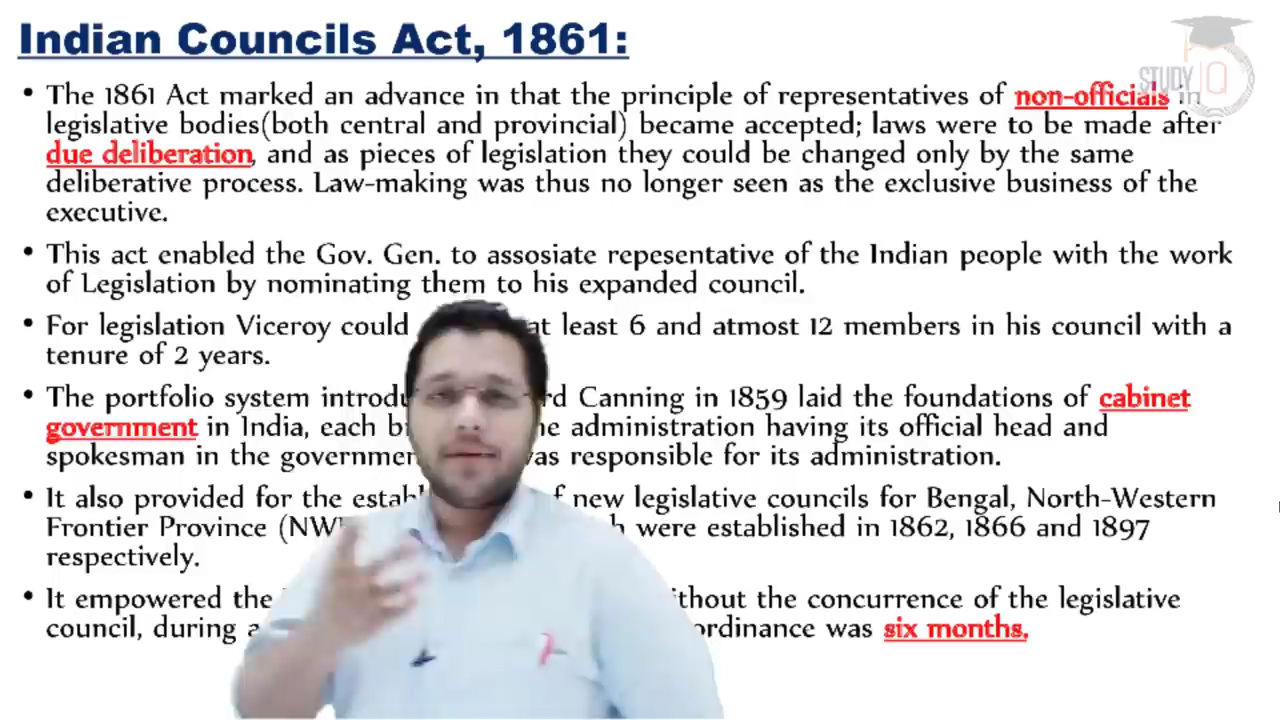 Indian Councils Act, 1861:
STUDY IQ
• The 1861 Act marked an advance in that the principle of representatives of non-officials in
legislative bodies(both central and provincial) became accepted; laws were to be made after
due deliberation, and as pieces of legislation they could be changed only by the same
deliberative process. Law-making was thus no longer seen as the exclusive business of the
executive.
• This act enabled the Gov. Gen. to assosiate repesentative of the Indian people with the work
of Legislation by nominating them to his expanded council.
• For legislation Viceroy could at least 6 and atmost 12 members in his council with a
tenure of 2 years.
• The portfolio system Canning in 1859 laid the foundations of cabinet
government in India, each administration having its official head and
spokesman in the was responsible for its administration.
• It also provided for the new legislative councils for Bengal, North-Western
Frontier Province were established in 1862, 1866 and 1897
respectively.
• It empowered the the concurrence of the legislative
council, during ordinance was six months.